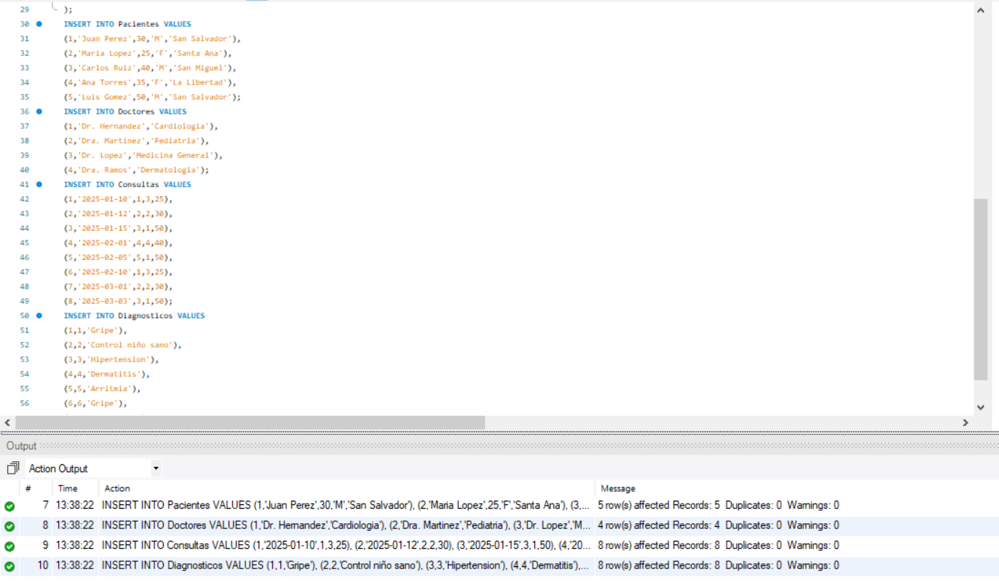 29 );
30 INSERT INTO Pacientes VALUES
31 (1,'Juan Perez',30,'M','San Salvador'),
32 (2,'Maria Lopez',25,'F','Santa Ana'),
33 (3,'Carlos Ruiz',40,'M','San Miguel'),
34 (4,'Ana Torres',35,'F','La Libertad'),
35 (5,'Luis Gomez',50,'M','San Salvador');
36 INSERT INTO Doctores VALUES
37 (1,'Dr. Hernandez','Cardiologia'),
38 (2,'Dra. Martinez','Pediatria'),
39 (3,'Dr. Lopez','Medicina General'),
40 (4,'Dra. Ramos','Dermatologia');
41 INSERT INTO Consultas VALUES
42 (1,'2025-01-10',1,3,25),
43 (2,'2025-01-12',2,2,30),
44 (3,'2025-01-15',3,1,50),
45 (4,'2025-02-01',4,4,40),
46 (5,'2025-02-05',5,1,50),
47 (6,'2025-02-10',1,3,25),
48 (7,'2025-03-01',2,2,30),
49 (8,'2025-03-03',3,1,50);
50 INSERT INTO Diagnosticos VALUES
51 (1,1,'Gripe'),
52 (2,2,'Control niño sano'),
53 (3,3,'Hipertension'),
54 (4,4,'Dermatitis'),
55 (5,5,'Arritmia'),
56 (6,6,'Gripe'),
Output
Action Output
# Time Action Message
7 13:38:22 INSERT INTO Pacientes VALUES (1,'Juan Perez',30,'M','San Salvador'), (2,'Maria Lopez',25,'F','Santa Ana'), (3,... 5 row(s) affected Records: 5 Duplicates: 0 Warnings: 0
8 13:38:22 INSERT INTO Doctores VALUES (1,'Dr. Hernandez','Cardiologia'), (2,'Dra. Martinez','Pediatria'), (3,'Dr. Lopez','M... 4 row(s) affected Records: 4 Duplicates: 0 Warnings: 0
9 13:38:22 INSERT INTO Consultas VALUES (1,'2025-01-10',1,3,25), (2,'2025-01-12',2,2,30), (3,'2025-01-15',3,1,50), (4,'20... 8 row(s) affected Records: 8 Duplicates: 0 Warnings: 0
10 13:38:22 INSERT INTO Diagnosticos VALUES (1,1,'Gripe'), (2,2,'Control niño sano'), (3,3,'Hipertension'), (4,4,'Dermatitis'),... 8 row(s) affected Records: 8 Duplicates: 0 Warnings: 0